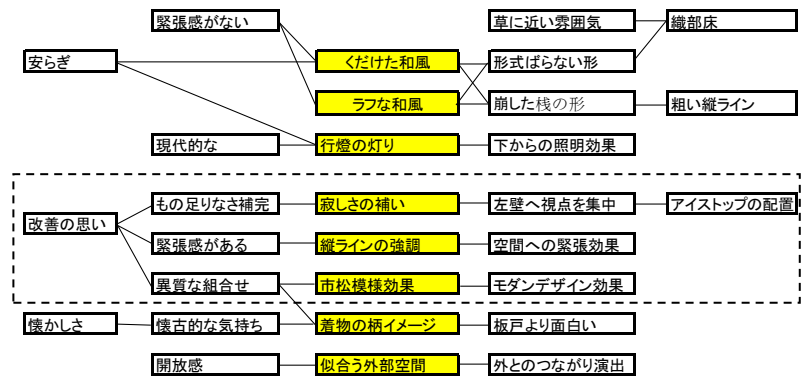 緊張感がない 草に近い雰囲気 織部床
安らぎ くだけた和風 形式ばらない形
ラフな和風 崩した桟の形 粗い縦ライン
現代的な 行燈の灯り 下からの照明効果
もの足りなさ補完 寂しさの補い 左壁へ視点を集中 アイストップの配置
改善の思い
緊張感がある 縦ラインの強調 空間への緊張効果
異質な組合せ 市松模様効果 モダンデザイン効果
懐かしさ 懐古的な気持ち 着物の柄イメージ 板戸より面白い
開放感 似合う外部空間 外とのつながり演出